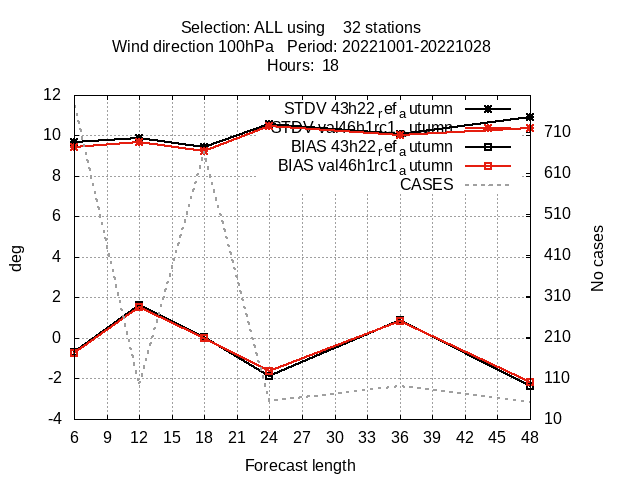 Selection: ALL using    32 stations
Wind direction 100hPa   Period: 20221001-20221028
Hours:  18
STDV 43h22_ref_autumn
STDV val46h1rc1_autumn
BIAS 43h22_ref_autumn
BIAS val46h1rc1_autumn
CASES
12
10
8
6
4
2
0
-2
-4
deg
710
610
510
410
310
210
110
10
No cases
6 9 12 15 18 21 24 27 30 33 36 39 42 45 48
Forecast length